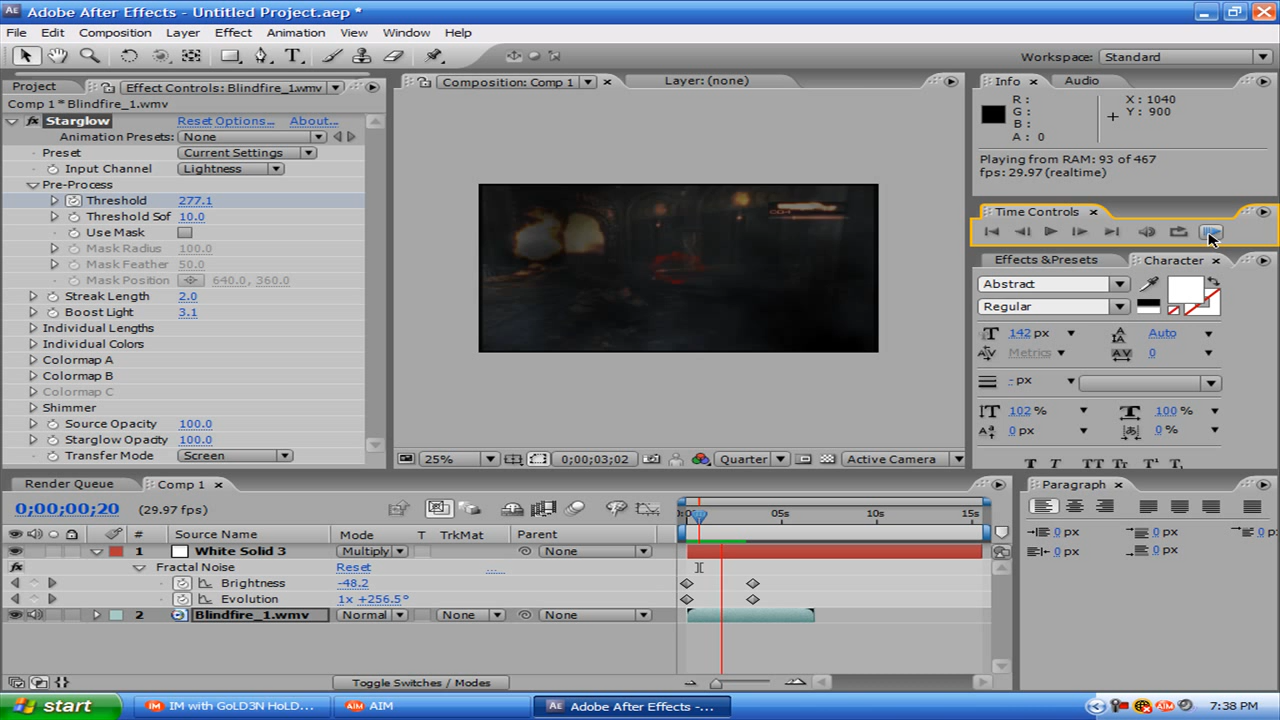 AE Adobe After Effects - Untitled Project.aep *
File Edit Composition Layer Effect Animation View Window Help
Workspace: Standard
Project Effect Controls: Blindfire_1.wmv
Comp 1 * Blindfire_1.wmv
Starglow Reset Options... About...
Animation Presets: None
Preset Current Settings
Input Channel Lightness
Pre-Process
Threshold 277.1
Threshold Sof 10.0
Use Mask
Mask Radius 100.0
Mask Feather 50.0
Mask Position 640.0, 360.0
Streak Length 2.0
Boost Light 3.1
Individual Lengths
Individual Colors
Colormap A
Colormap B
Colormap C
Shimmer
Source Opacity 100.0
Starglow Opacity 100.0
Transfer Mode Screen
Composition: Comp 1 Layer: (none)
25% 0;00;03;02 Quarter Active Camera
Info Audio
R : X : 1040
G : Y : 900
B :
A : 0
Playing from RAM: 93 of 467
fps: 29.97 (realtime)
Time Controls
Effects & Presets Character
Abstract
Regular
142 px Auto
Metrics 0
- px
102 % 100 %
0 px 0 %
T T TT Tr T¹ T₁
Render Queue Comp 1
0;00;00;20 (29.97 fps)
05s 10s 15s
# Source Name Mode T TrkMat Parent
1 White Solid 3 Multiply None
fx Fractal Noise Reset ...
Brightness -48.2
Evolution 1x +256.5°
2 Blindfire_1.wmv Normal None None
Toggle Switches / Modes
Paragraph
0 px 0 px 0 px
0 px 0 px
start IM with GoLD3N HoLD... AIM Adobe After Effects -... 7:38 PM